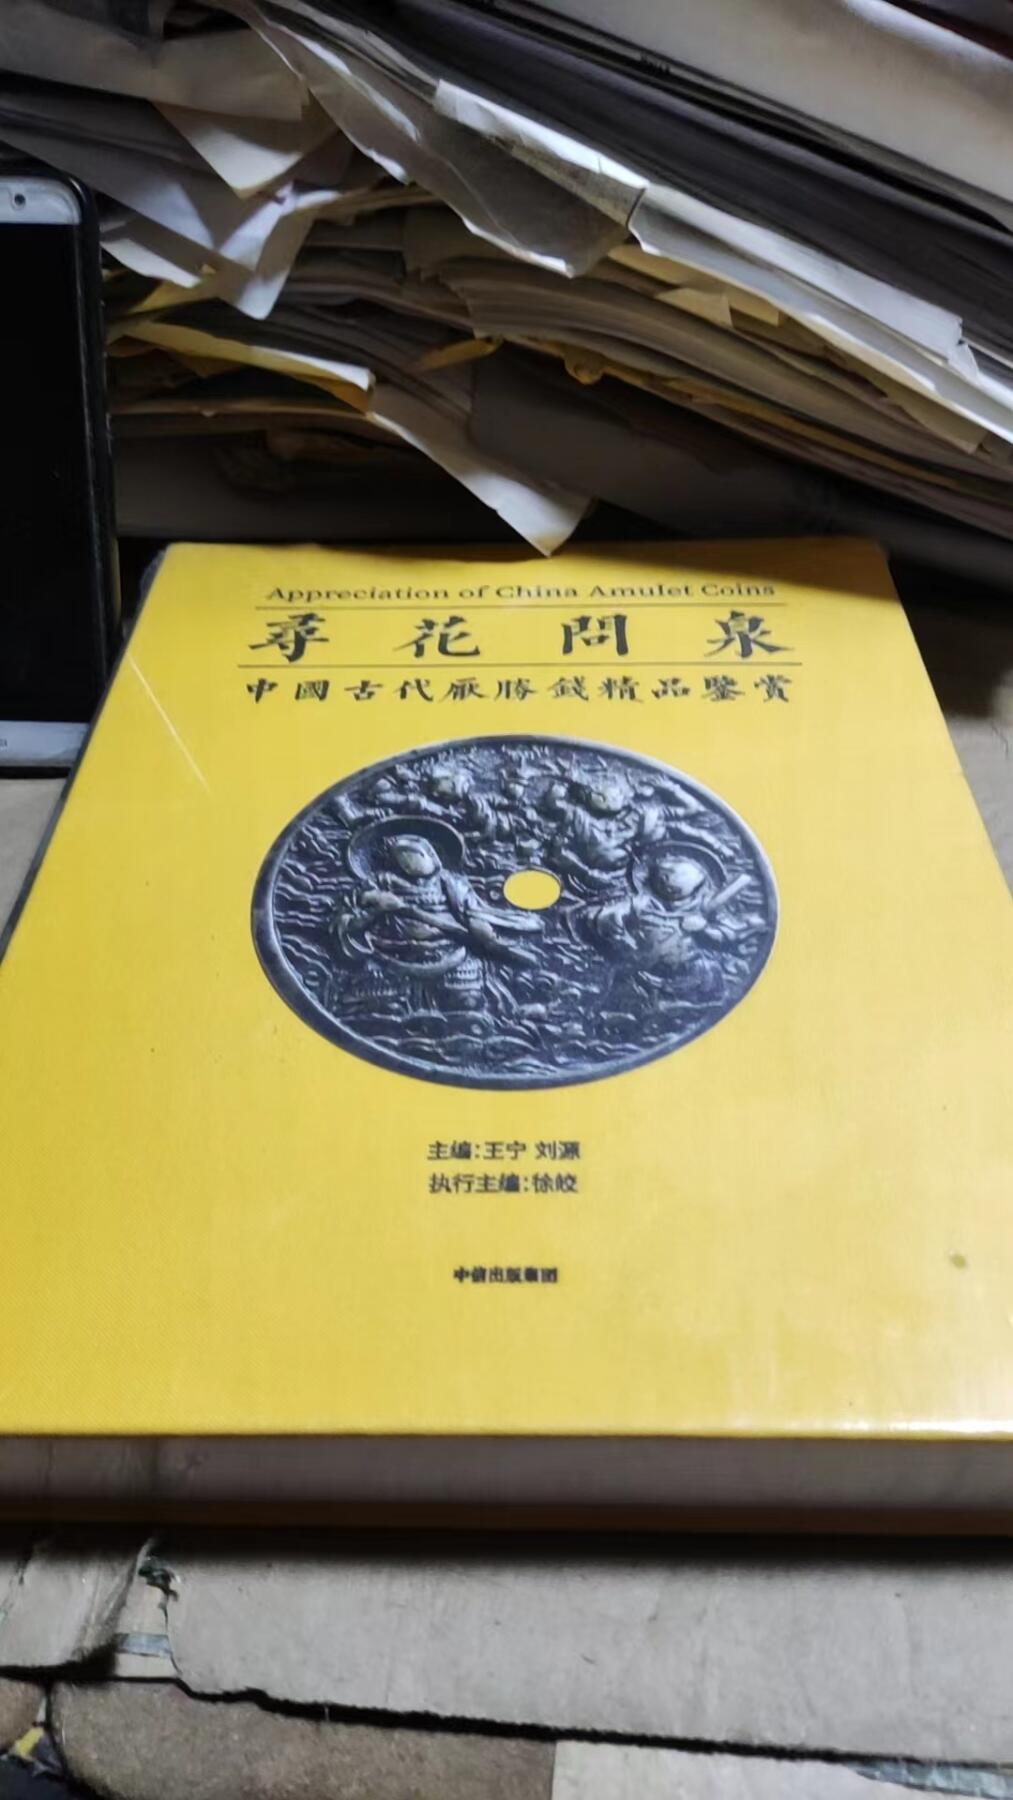 Appreciation of China Amulet Coins
尋花問泉
中國古代厭勝錢精品鑒賞
主编:王宁 刘源
执行主编:徐皎
中信出版集团